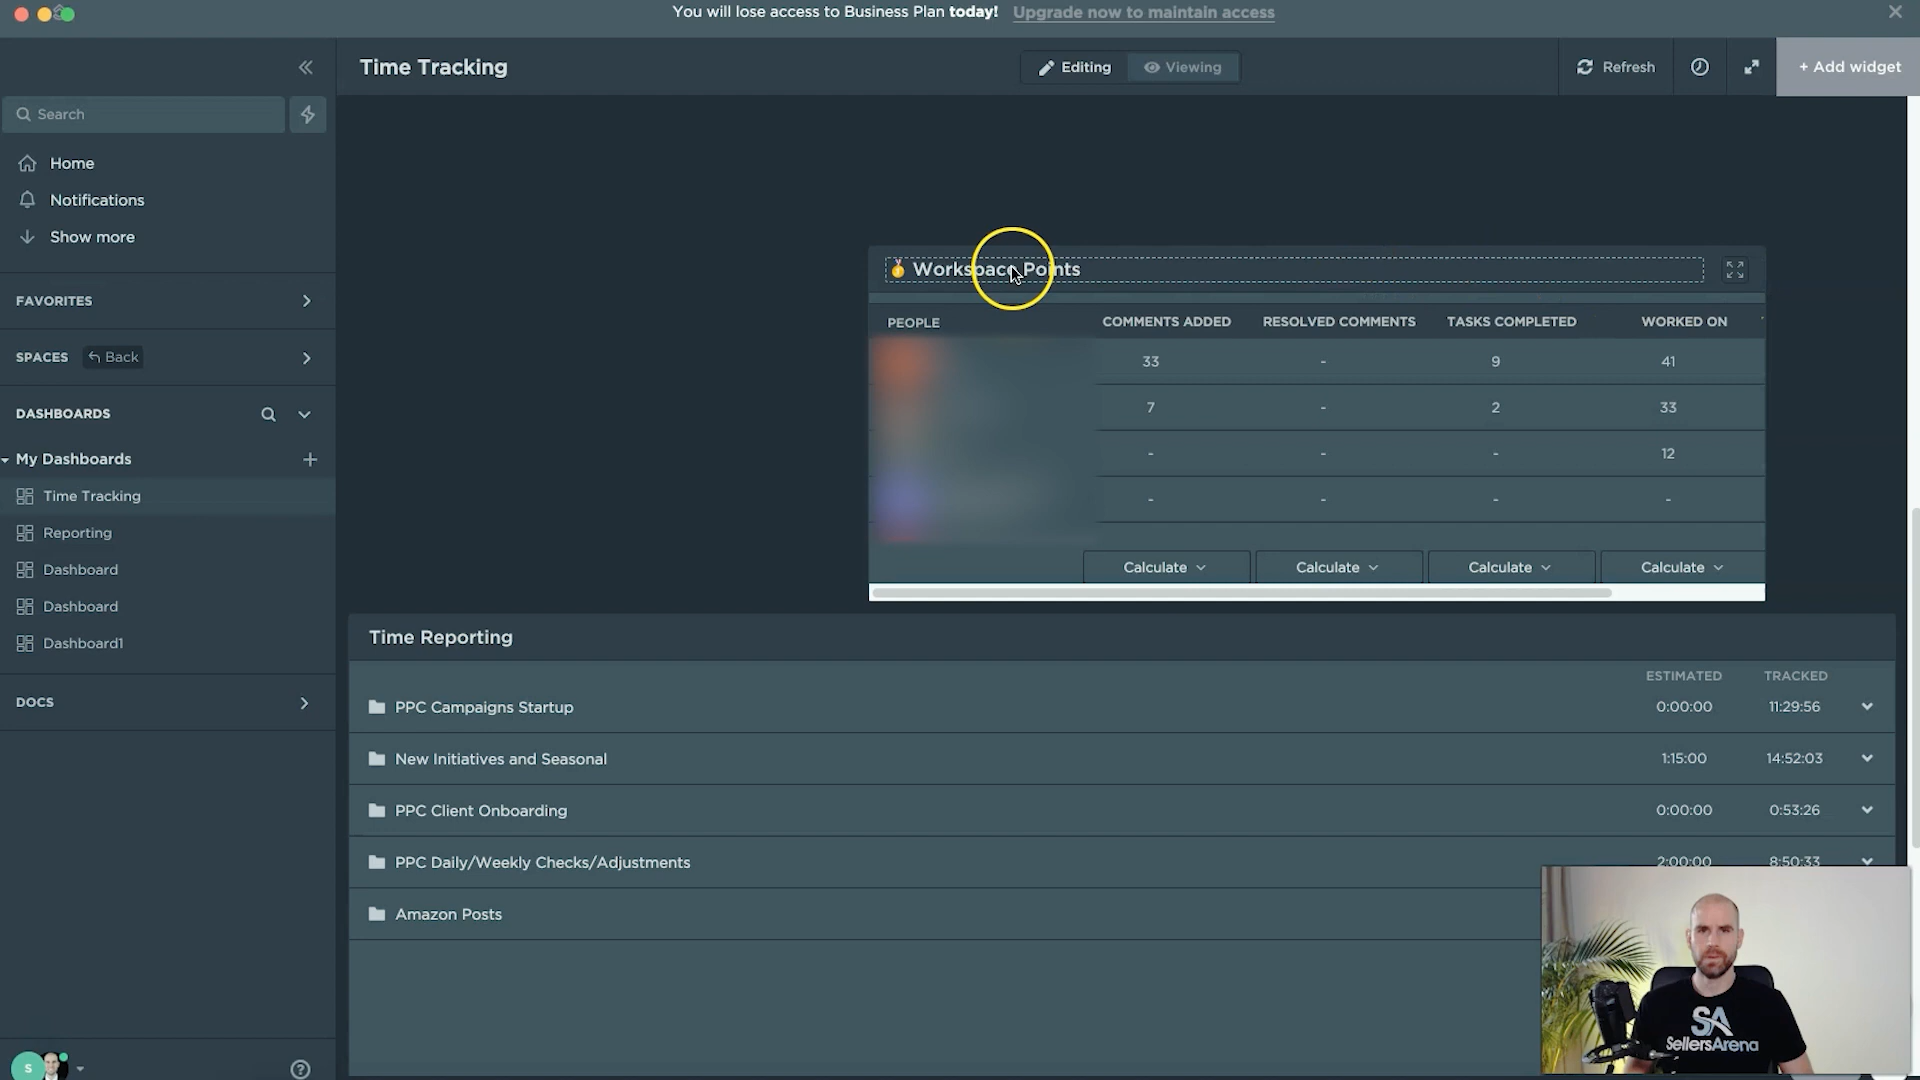 You will lose access to Business Plan today! Upgrade now to maintain access
Time Tracking
Editing
Viewing
Refresh
+ Add widget
Search
Home
Notifications
Show more
FAVORITES
SPACES
Back
DASHBOARDS
My Dashboards
Time Tracking
Reporting
Dashboard
Dashboard
Dashboard1
DOCS
S
Workspace Points
PEOPLE COMMENTS ADDED RESOLVED COMMENTS TASKS COMPLETED WORKED ON
33 - 9 41
7 - 2 33
- - - 12
- - - -
Calculate Calculate Calculate Calculate
Time Reporting
ESTIMATED TRACKED
PPC Campaigns Startup 0:00:00 11:29:56
New Initiatives and Seasonal 1:15:00 14:52:03
PPC Client Onboarding 0:00:00 0:53:26
PPC Daily/Weekly Checks/Adjustments 2:00:00 8:50:33
Amazon Posts
SA
SellersArena